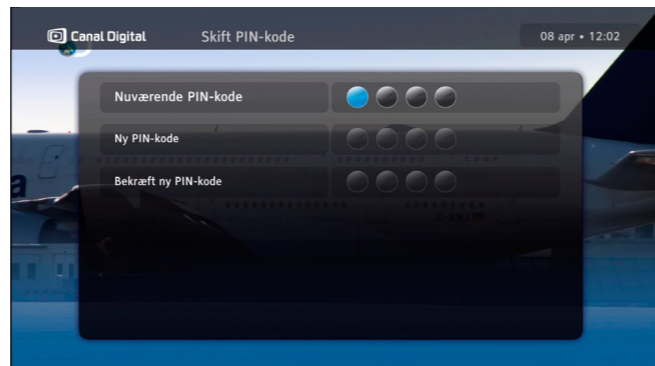 Canal Digital
Skift PIN-kode
08 apr • 12:02
Nuværende PIN-kode
Ny PIN-kode
Bekræft ny PIN-kode